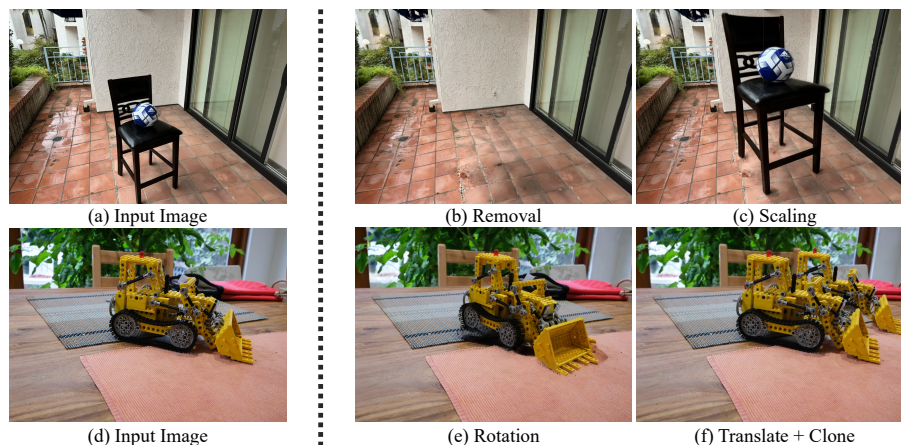 (a) Input Image
(b) Removal
(c) Scaling
(d) Input Image
(e) Rotation
(f) Translate + Clone